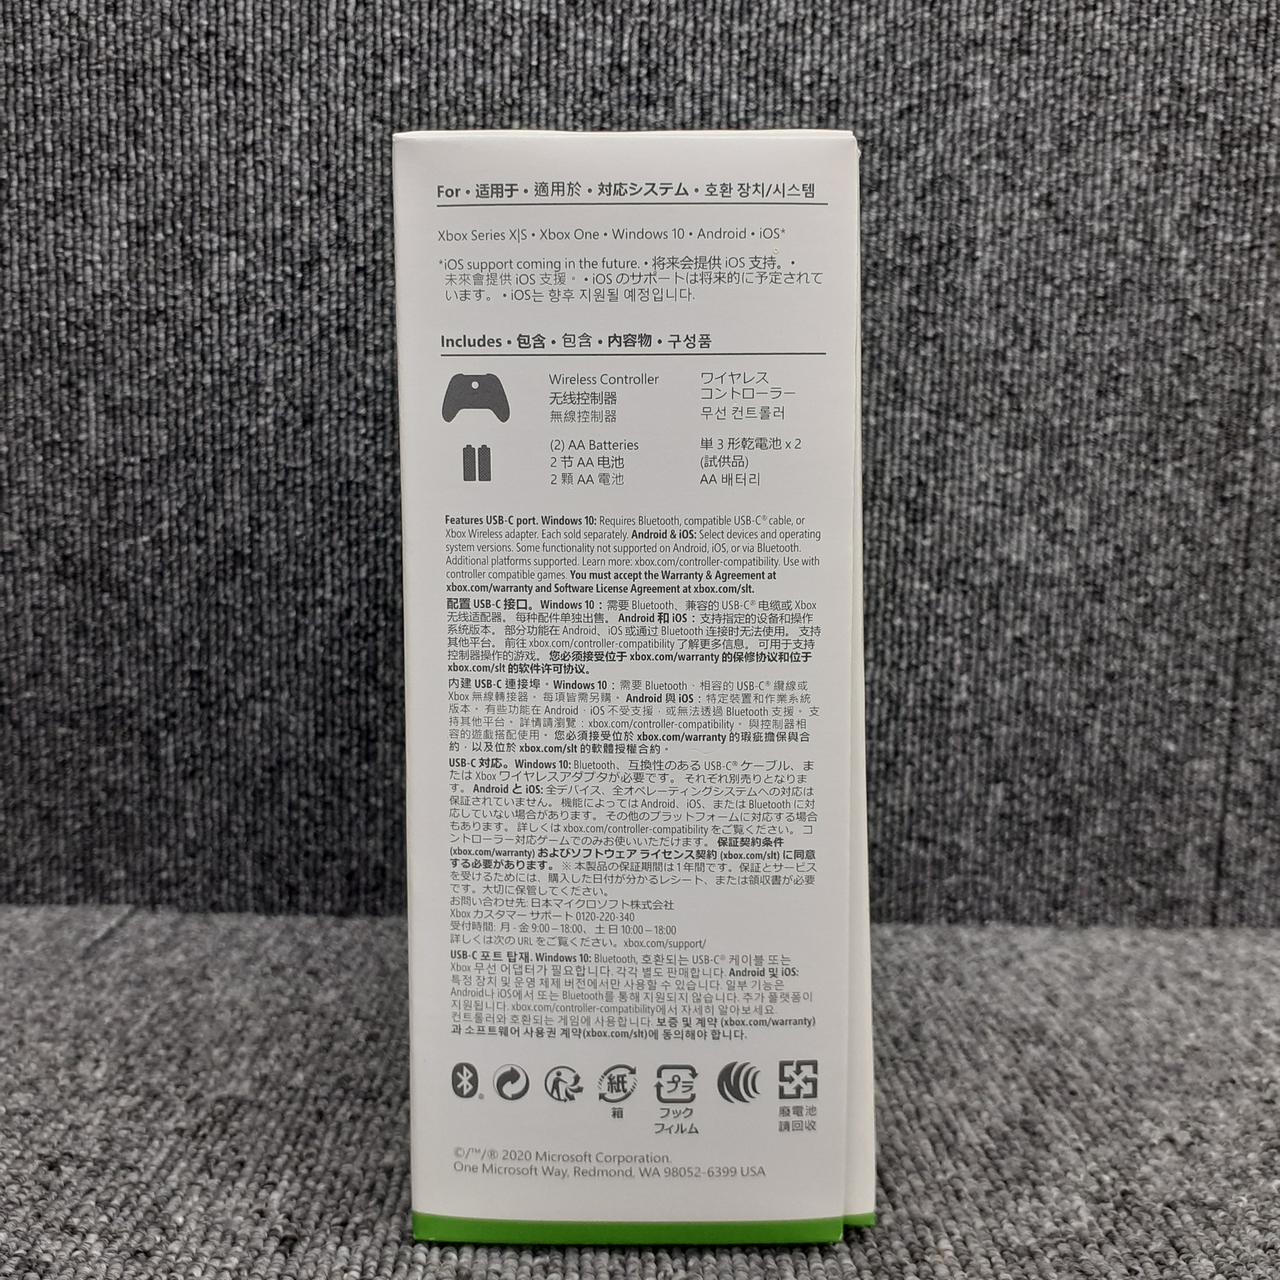 For • 适用于 • 適用於 • 対応システム • 호환 장치/시스템
Xbox Series X|S • Xbox One • Windows 10 • Android • iOS*
*iOS support coming in the future. • 将来会提供 iOS 支持。 •
未來會提供 iOS 支援。 • iOS のサポートは将来的に予定されて
います。 • iOS는 향후 지원될 예정입니다.
Includes • 包含 • 包含 • 内容物 • 구성품
Wireless Controller
无线控制器
無線控制器
ワイヤレス
コントローラー
무선 컨트롤러
(2) AA Batteries
2 节 AA 电池
2 顆 AA 電池
単 3 形乾電池 x 2
(試供品)
AA 배터리
Features USB-C port. Windows 10: Requires Bluetooth, compatible USB-C® cable, or
Xbox Wireless adapter. Each sold separately. Android & iOS: Select devices and operating
system versions. Some functionality not supported on Android, iOS, or via Bluetooth.
Additional platforms supported. Learn more: xbox.com/controller-compatibility. Use with
controller compatible games. You must accept the Warranty & Agreement at
xbox.com/warranty and Software License Agreement at xbox.com/slt.
配置 USB-C 接口。Windows 10：需要 Bluetooth、兼容的 USB-C® 电缆或 Xbox
无线适配器。 每种配件单独出售。 Android 和 iOS：支持指定的设备和操作
系统版本。 部分功能在 Android、iOS 或通过 Bluetooth 连接时无法使用。 支持
其他平台。 前往 xbox.com/controller-compatibility 了解更多信息。 可用于支持
控制器操作的游戏。 您必须接受位于 xbox.com/warranty 的保修协议和位于
xbox.com/slt 的软件许可协议。
內建 USB-C 連接埠。Windows 10：需要 Bluetooth、相容的 USB-C® 纜線或
Xbox 無線轉接器。 每項皆需另購。 Android 與 iOS：特定裝置和作業系統
版本。 有些功能在 Android、iOS 不受支援，或無法透過 Bluetooth 支援。 支
持其他平台。 詳情請瀏覽：xbox.com/controller-compatibility。 與控制器相
容的遊戲搭配使用。 您必須接受位於 xbox.com/warranty 的瑕疵擔保與合
約，以及位於 xbox.com/slt 的軟體授權合約。
USB-C 対応。Windows 10: Bluetooth、互換性のある USB-C® ケーブル、ま
たは Xbox ワイヤレスアダプタが必要です。 それぞれ別売りとなりま
す。 Android と iOS: 全デバイス、全オペレーティングシステムへの対応は
保証されていません。 機能によっては Android、iOS、または Bluetooth に対
応していない場合があります。 その他のプラットフォームに対応する場合
もあります。 詳しくは xbox.com/controller-compatibility をご覧ください。 コ
ントローラー対応ゲームでのみお使いいただけます。 保証契約条件
(xbox.com/warranty) およびソフトウェア ライセンス契約 (xbox.com/slt) に同意
する必要があります。 ※ 本製品の保証期間は 1 年間です。保証とサービス
を受けるためには、購入した日付が分かるレシート、または領収書が必要
です。大切に保管してください。
お問い合わせ先: 日本マイクロソフト株式会社
Xbox カスタマー サポート 0120-220-340
受付時間: 月 - 金 9:00 – 18:00、土 日 10:00 – 18:00
詳しくは次の URL をご覧ください。xbox.com/support/
USB-C 포트 탑재. Windows 10: Bluetooth, 호환되는 USB-C® 케이블 또는
Xbox 무선 어댑터가 필요합니다. 각각 별도 판매합니다. Android 및 iOS:
특정 장치 및 운영 체제 버전에서만 사용할 수 있습니다. 일부 기능은
Android나 iOS에서 또는 Bluetooth를 통해 지원되지 않습니다. 추가 플랫폼이
지원됩니다. xbox.com/controller-compatibility에서 자세히 알아보세요.
컨트롤러와 호환되는 게임에 사용합니다. 보증 및 계약 (xbox.com/warranty)
과 소프트웨어 사용권 계약(xbox.com/slt)에 동의해야 합니다.
紙
箱
プラ
フック
フィルム
廢電池
請回收
©/™/® 2020 Microsoft Corporation.
One Microsoft Way, Redmond, WA 98052-6399 USA